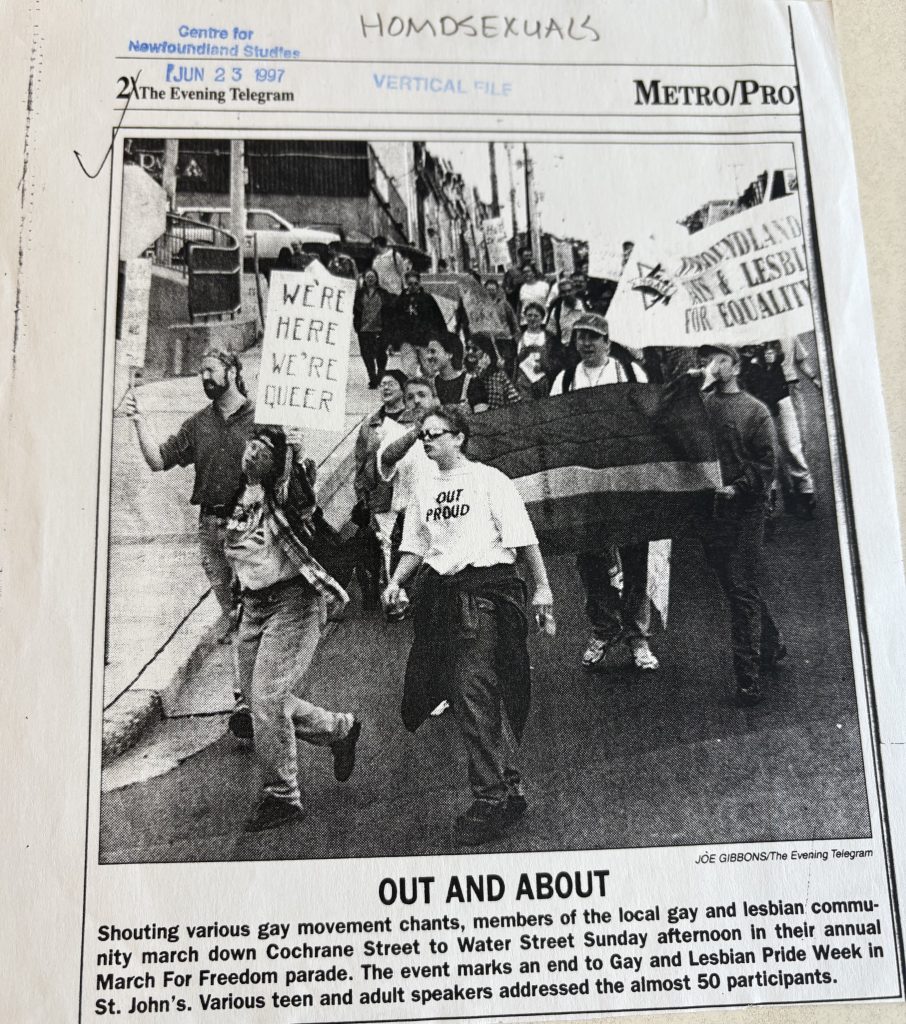 HOMOSEXUALS
Centre for
Newfoundland Studies
JUN 23 1997
VERTICAL FILE
2
The Evening Telegram
METRO/PRO
WE'RE
HERE
WE'RE
QUEER
OUNDLAND
S & LESBI
FOR EQUALITY
OUT
PROUD
JOE GIBBONS/The Evening Telegram
OUT AND ABOUT
Shouting various gay movement chants, members of the local gay and lesbian commu-
nity march down Cochrane Street to Water Street Sunday afternoon in their annual
March For Freedom parade. The event marks an end to Gay and Lesbian Pride Week in
St. John's. Various teen and adult speakers addressed the almost 50 participants.